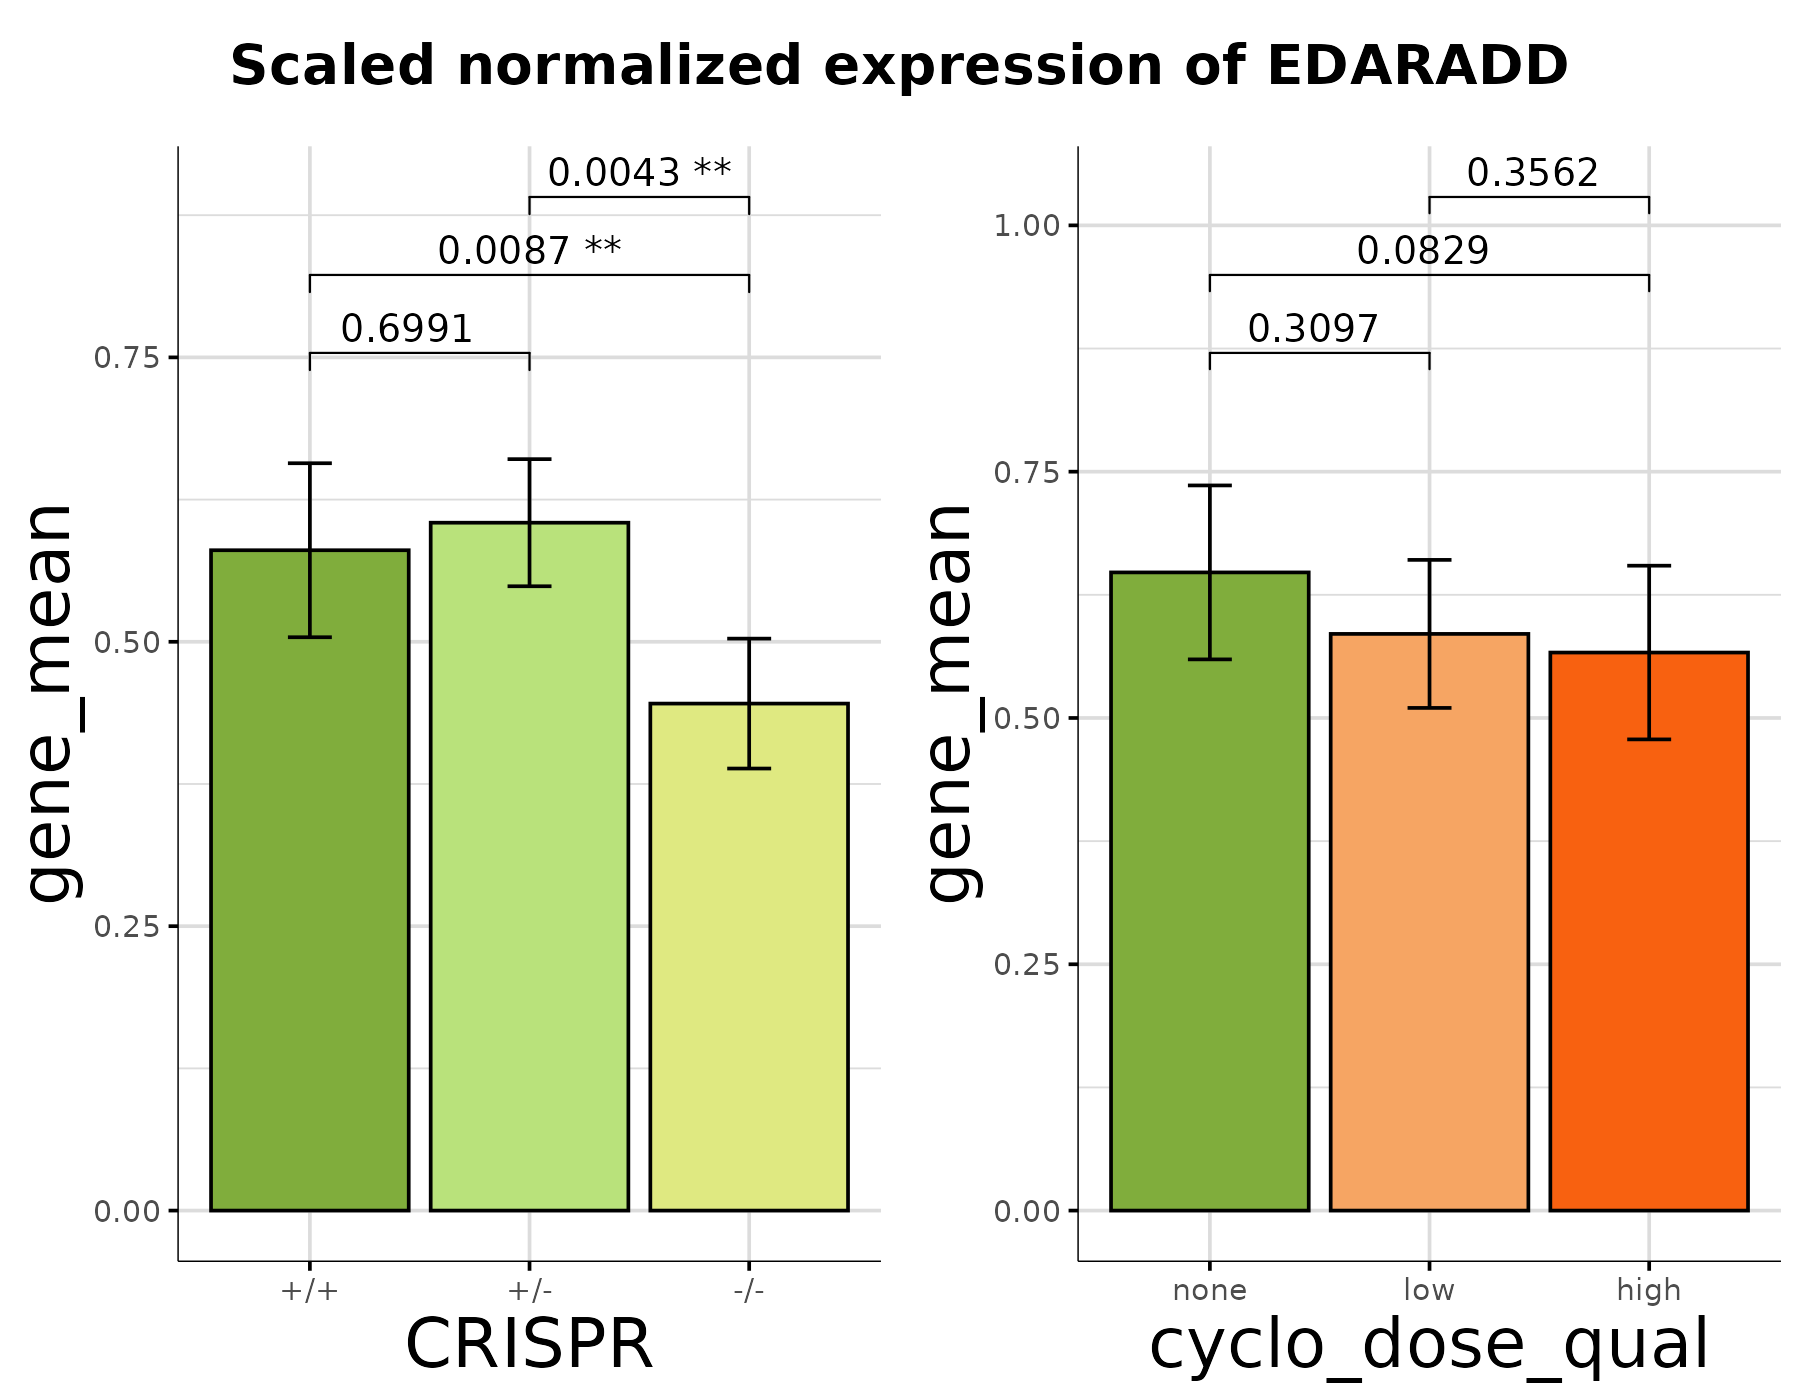 Scaled normalized expression of EDARADD
0.0043 **
0.0087 **
0.6991
0.75
0.50
0.25
0.00
gene_mean
+/+ +/- -/-
CRISPR
0.3562
0.0829
0.3097
1.00
0.75
0.50
0.25
0.00
gene_mean
none low high
cyclo_dose_qual